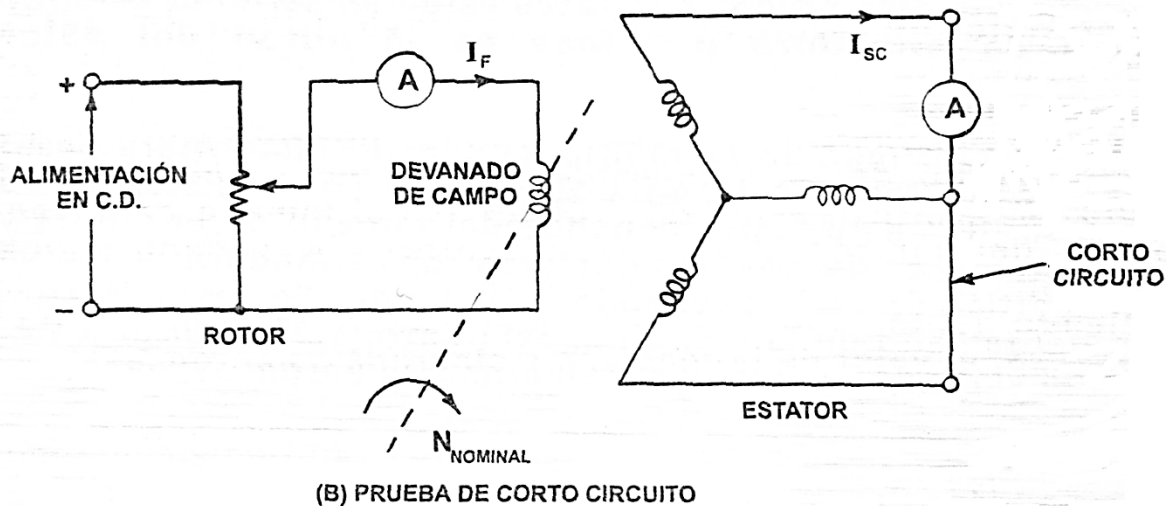 I_F
A
I_SC
+
A
ALIMENTACIÓN
EN C.D.
DEVANADO
DE CAMPO
CORTO
CIRCUITO
−
ROTOR
ESTATOR
N_NOMINAL
(B) PRUEBA DE CORTO CIRCUITO